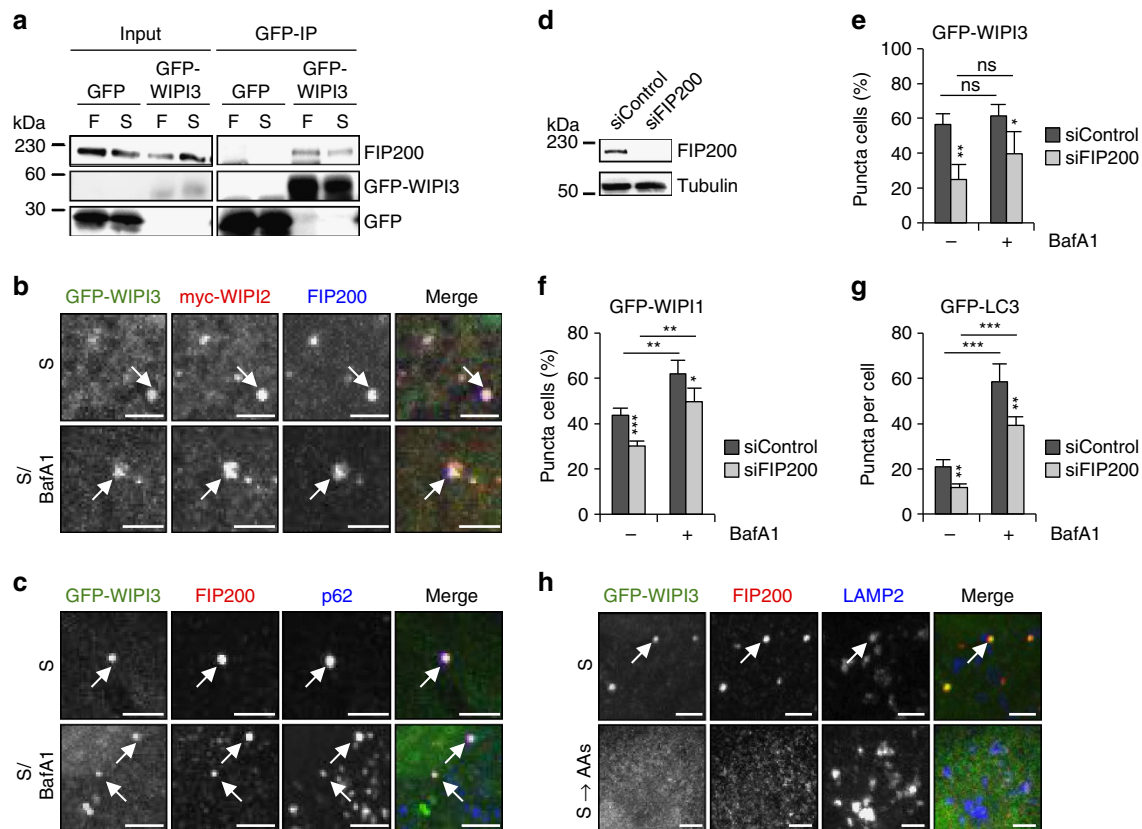 a
Input
GFP-IP
GFP-
WIPI3
GFP-
WIPI3
GFP
GFP
kDa
F S F S F S F S
230
FIP200
60
GFP-WIPI3
30
GFP
b
GFP-WIPI3 myc-WIPI2 FIP200 Merge
S
S/
BafA1
c
GFP-WIPI3 FIP200 p62 Merge
S
S/
BafA1
d
siControl
siFIP200
kDa
230
FIP200
50
Tubulin
e
GFP-WIPI3
100
80
60
40
20
0
Puncta cells (%)
ns
ns
**
*
siControl
siFIP200
– + BafA1
f
GFP-WIPI1
80
60
40
20
0
Puncta cells (%)
**
**
***
*
siControl
siFIP200
– + BafA1
g
GFP-LC3
80
60
40
20
0
Puncta per cell
***
***
**
**
siControl
siFIP200
– + BafA1
h
GFP-WIPI3 FIP200 LAMP2 Merge
S
S → AAs